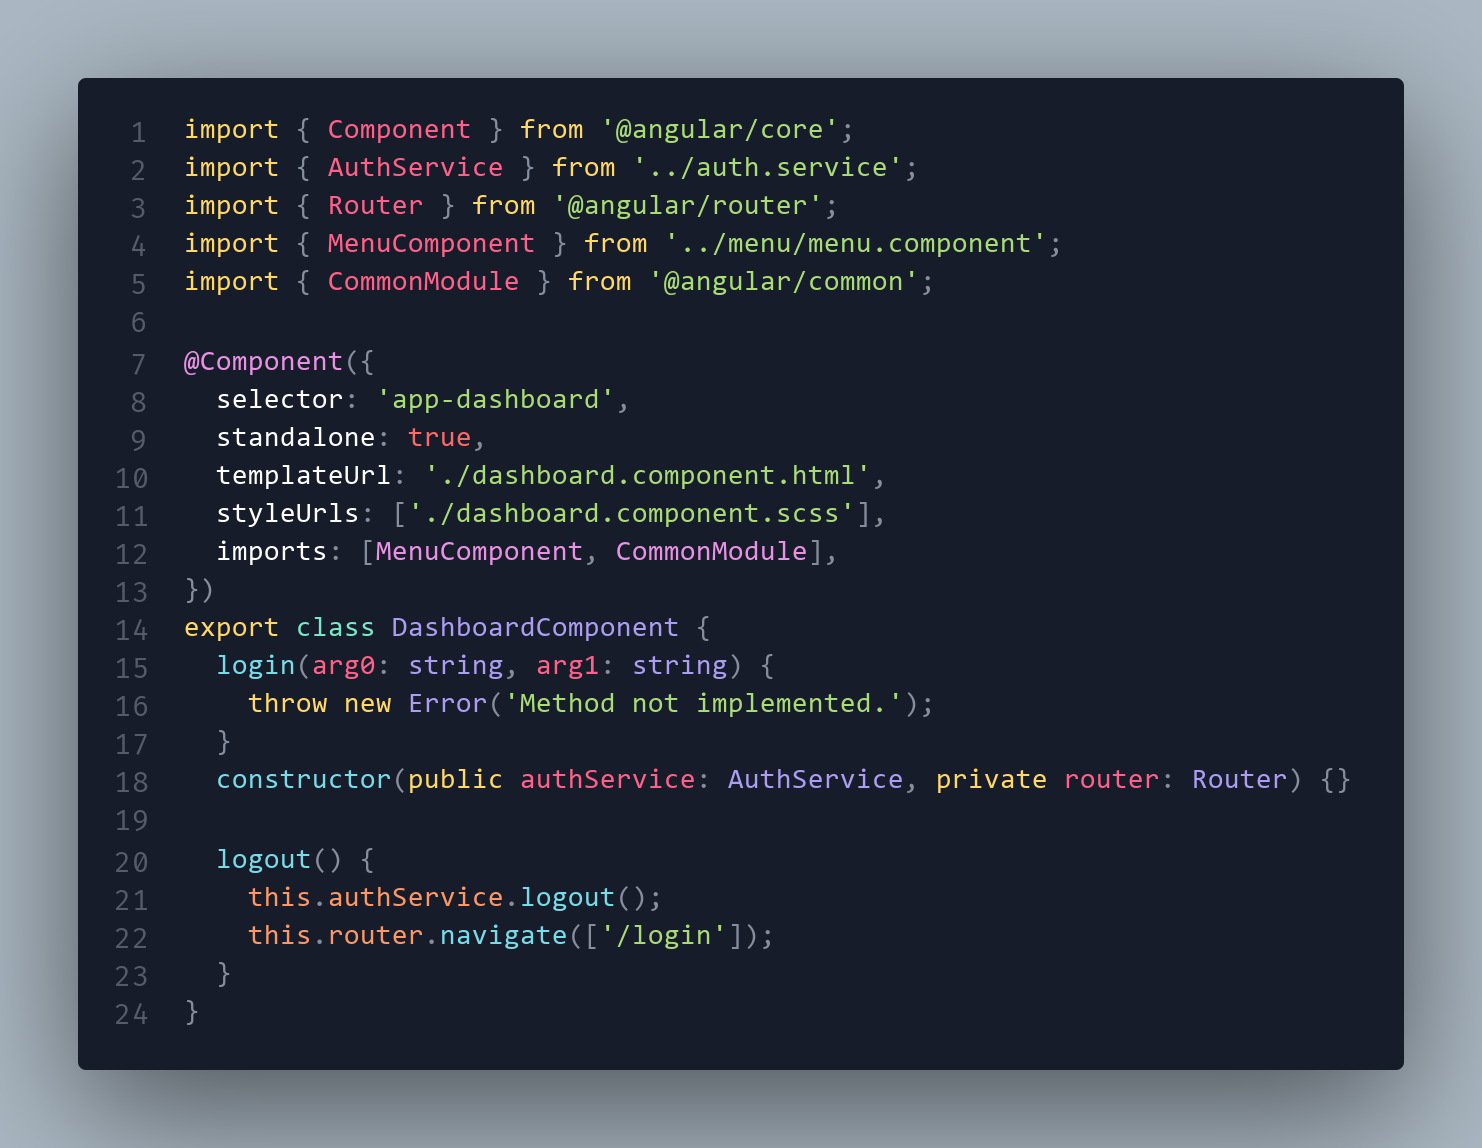 1 import { Component } from '@angular/core';
2 import { AuthService } from '../auth.service';
3 import { Router } from '@angular/router';
4 import { MenuComponent } from '../menu/menu.component';
5 import { CommonModule } from '@angular/common';
6
7 @Component({
8   selector: 'app-dashboard',
9   standalone: true,
10   templateUrl: './dashboard.component.html',
11   styleUrls: ['./dashboard.component.scss'],
12   imports: [MenuComponent, CommonModule],
13 })
14 export class DashboardComponent {
15   login(arg0: string, arg1: string) {
16     throw new Error('Method not implemented.');
17   }
18   constructor(public authService: AuthService, private router: Router) {}
19
20   logout() {
21     this.authService.logout();
22     this.router.navigate(['/login']);
23   }
24 }